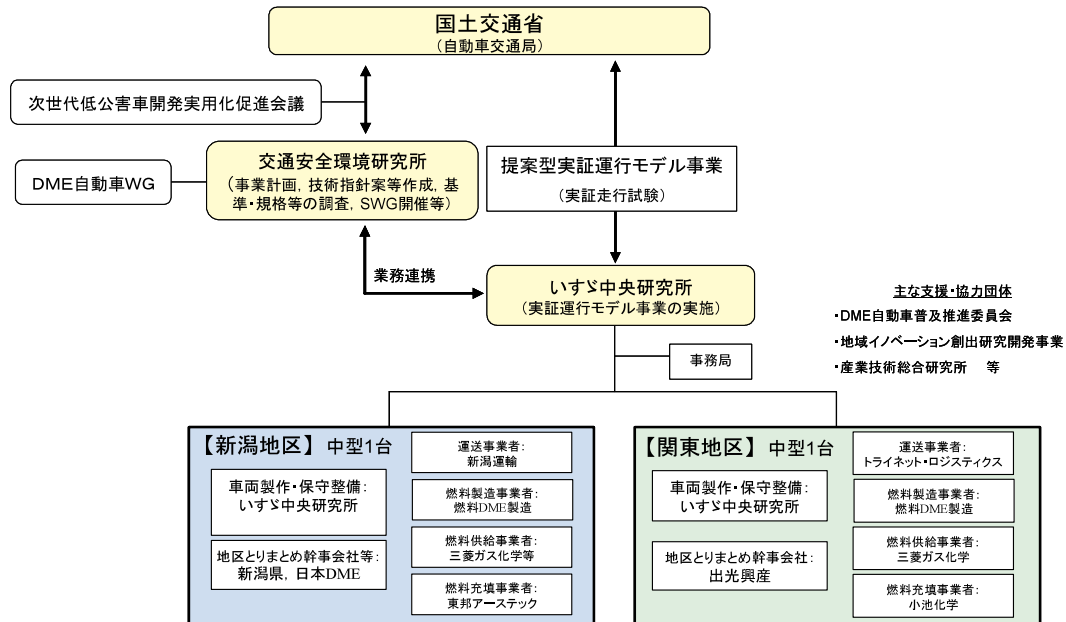 国土交通省
(自動車交通局)
次世代低公害車開発実用化促進会議
DME自動車WG
交通安全環境研究所
(事業計画, 技術指針案等作成, 基
準・規格等の調査, SWG開催等)
提案型実証運行モデル事業
(実証走行試験)
業務連携
いすゞ中央研究所
(実証運行モデル事業の実施)
主な支援・協力団体
・DME自動車普及推進委員会
・地域イノベーション創出研究開発事業
・産業技術総合研究所 等
事務局
【新潟地区】 中型1台
車両製作・保守整備:
いすゞ中央研究所
地区とりまとめ幹事会社等:
新潟県, 日本DME
運送事業者:
新潟運輸
燃料製造事業者:
燃料DME製造
燃料供給事業者:
三菱ガス化学等
燃料充填事業者:
東邦アーステック
【関東地区】 中型1台
車両製作・保守整備:
いすゞ中央研究所
地区とりまとめ幹事会社:
出光興産
運送事業者:
トライネット・ロジスティクス
燃料製造事業者:
燃料DME製造
燃料供給事業者:
三菱ガス化学
燃料充填事業者:
小池化学